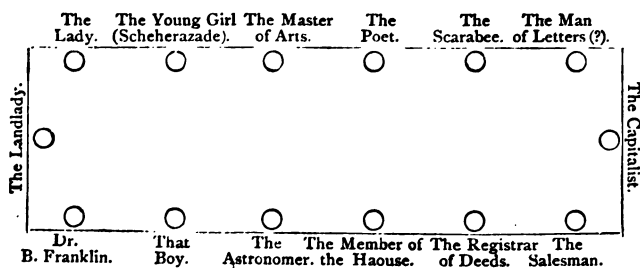 The The Young Girl The Master The The The Man
Lady. (Scheherazade). of Arts. Poet. Scarabee. of Letters (?).
The Landlady.
The Capitalist.
Dr. That The The Member of The Registrar The
B. Franklin. Boy. Astronomer. the Haouse. of Deeds. Salesman.